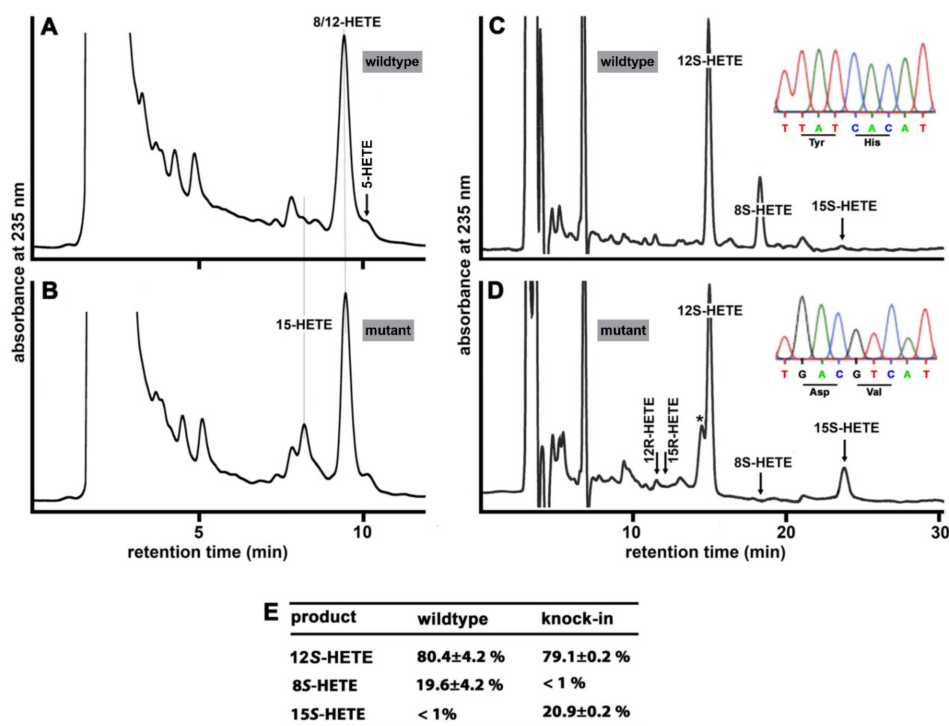 A
8/12-HETE
wildtype
5-HETE
absorbance at 235 nm
5
10
B
15-HETE
mutant
5
10
retention time (min)
C
wildtype
12S-HETE
8S-HETE
15S-HETE
T T A T C A C A T
Tyr His
absorbance at 235 nm
D
mutant
12S-HETE
12R-HETE
15R-HETE
*
8S-HETE
15S-HETE
T G A C G T C A T
Asp Val
10 20 30
retention time (min)
E
product wildtype knock-in
12S-HETE 80.4±4.2 % 79.1±0.2 %
8S-HETE 19.6±4.2 % < 1 %
15S-HETE < 1% 20.9±0.2 %